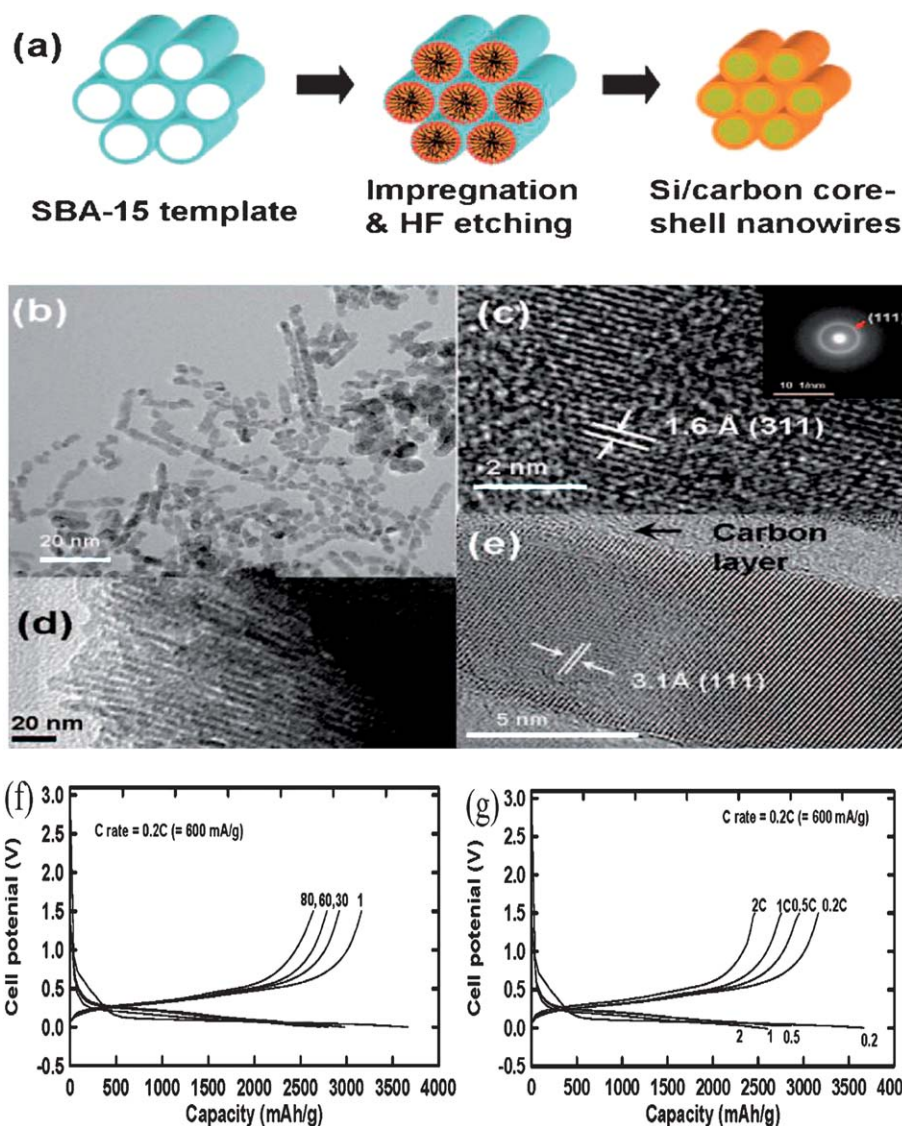 (a)
SBA-15 template
Impregnation
& HF etching
Si/carbon core-
shell nanowires
(b)
20 nm
(c)
(111)
10 1/nm
1.6 Å (311)
2 nm
(d)
20 nm
(e)
Carbon
layer
3.1Å (111)
5 nm
(f)
C rate = 0.2C (= 600 mA/g)
80,60,30 1
Cell potenial (V)
3.0
2.5
2.0
1.5
1.0
0.5
0.0
-0.5
0 500 1000 1500 2000 2500 3000 3500 4000
Capacity (mAh/g)
(g)
C rate = 0.2C (= 600 mA/g)
2C 1C0.5C 0.2C
2 1 0.5 0.2
Cell potenial (V)
3.0
2.5
2.0
1.5
1.0
0.5
0.0
-0.5
0 500 1000 1500 2000 2500 3000 3500 400
Capacity (mAh/g)